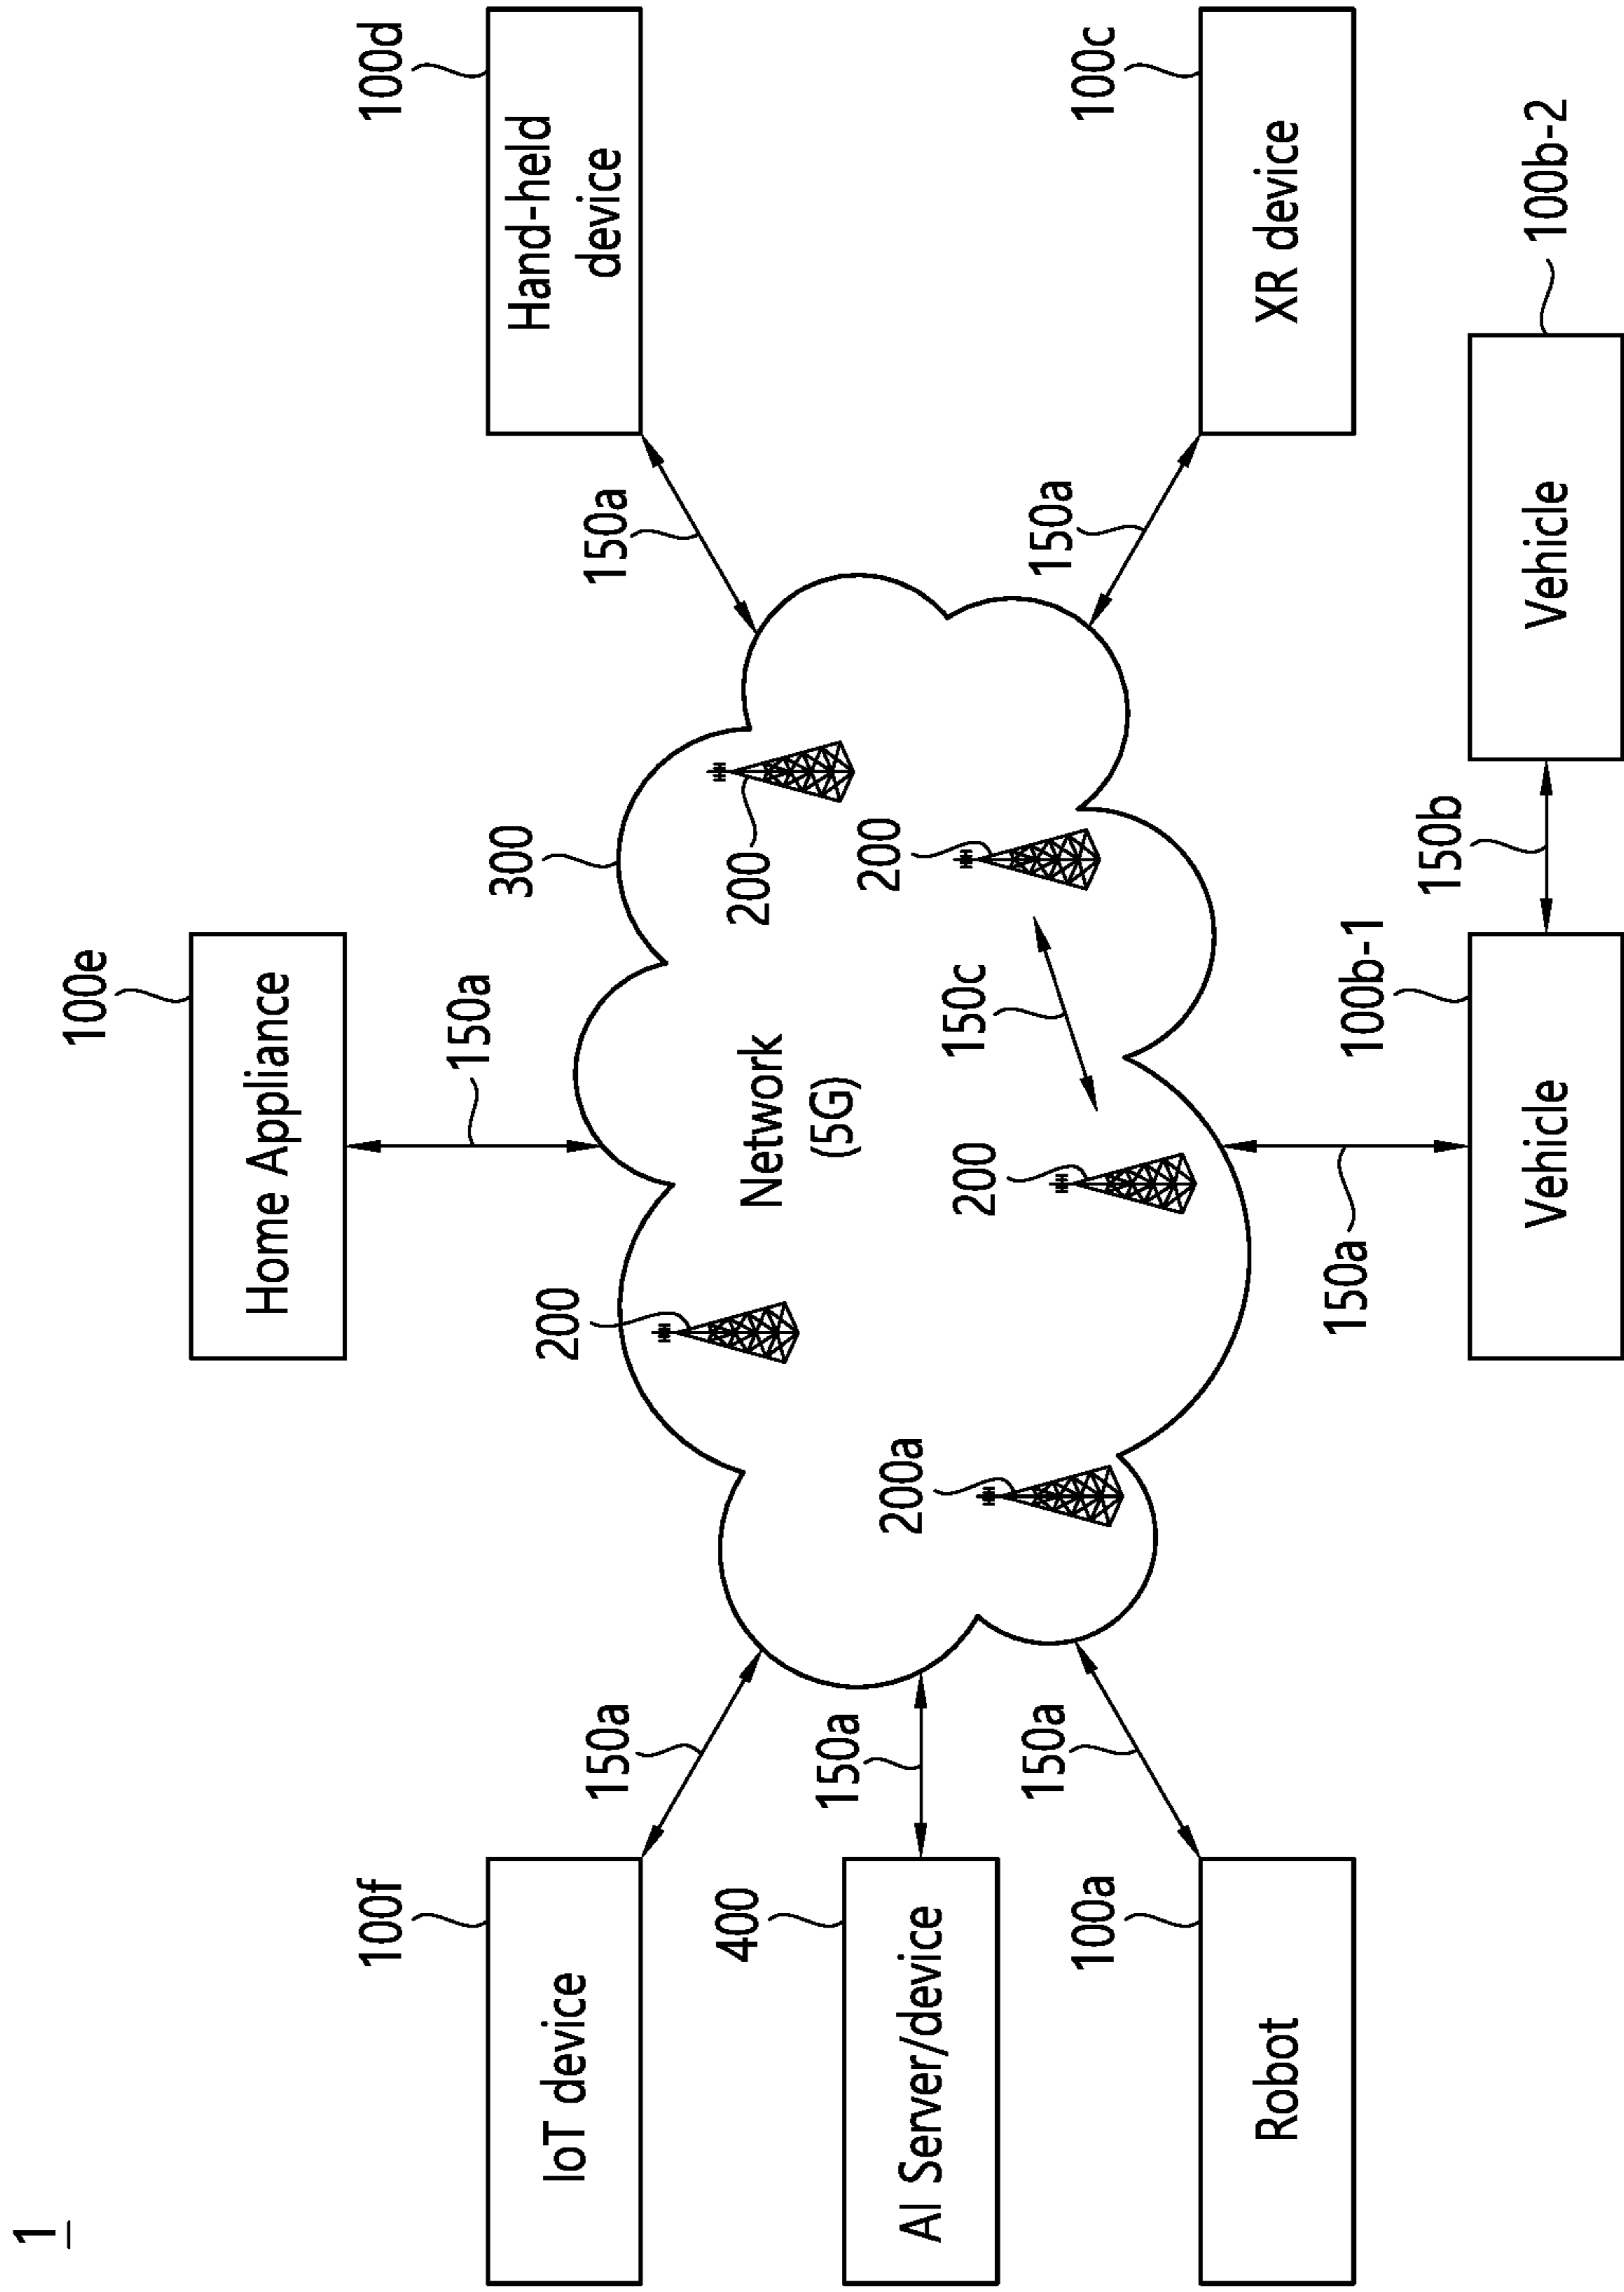 1
100e
Home Appliance
150a
100f
IoT device
150a
300
100d
Hand-held
device
150a
200
200
Network
(5G)
400
AI Server/device
150a
200a
200
150c
200
100a
Robot
150a
150a
100c
XR device
150a
100b-1
Vehicle
150b
Vehicle
100b-2